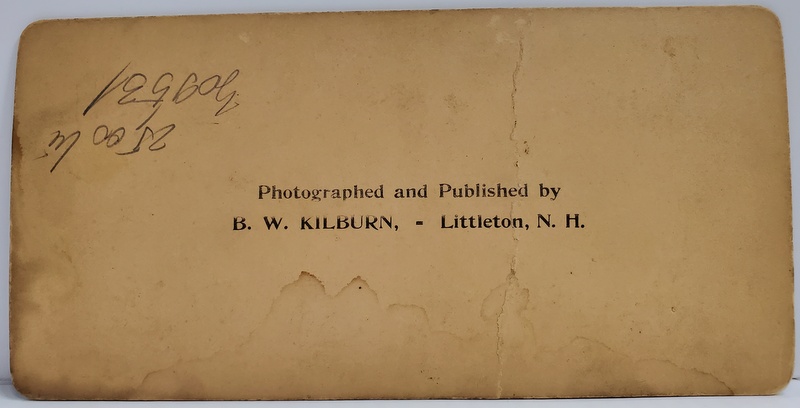 Photographed and Published by
B. W. KILBURN, - Littleton, N. H.